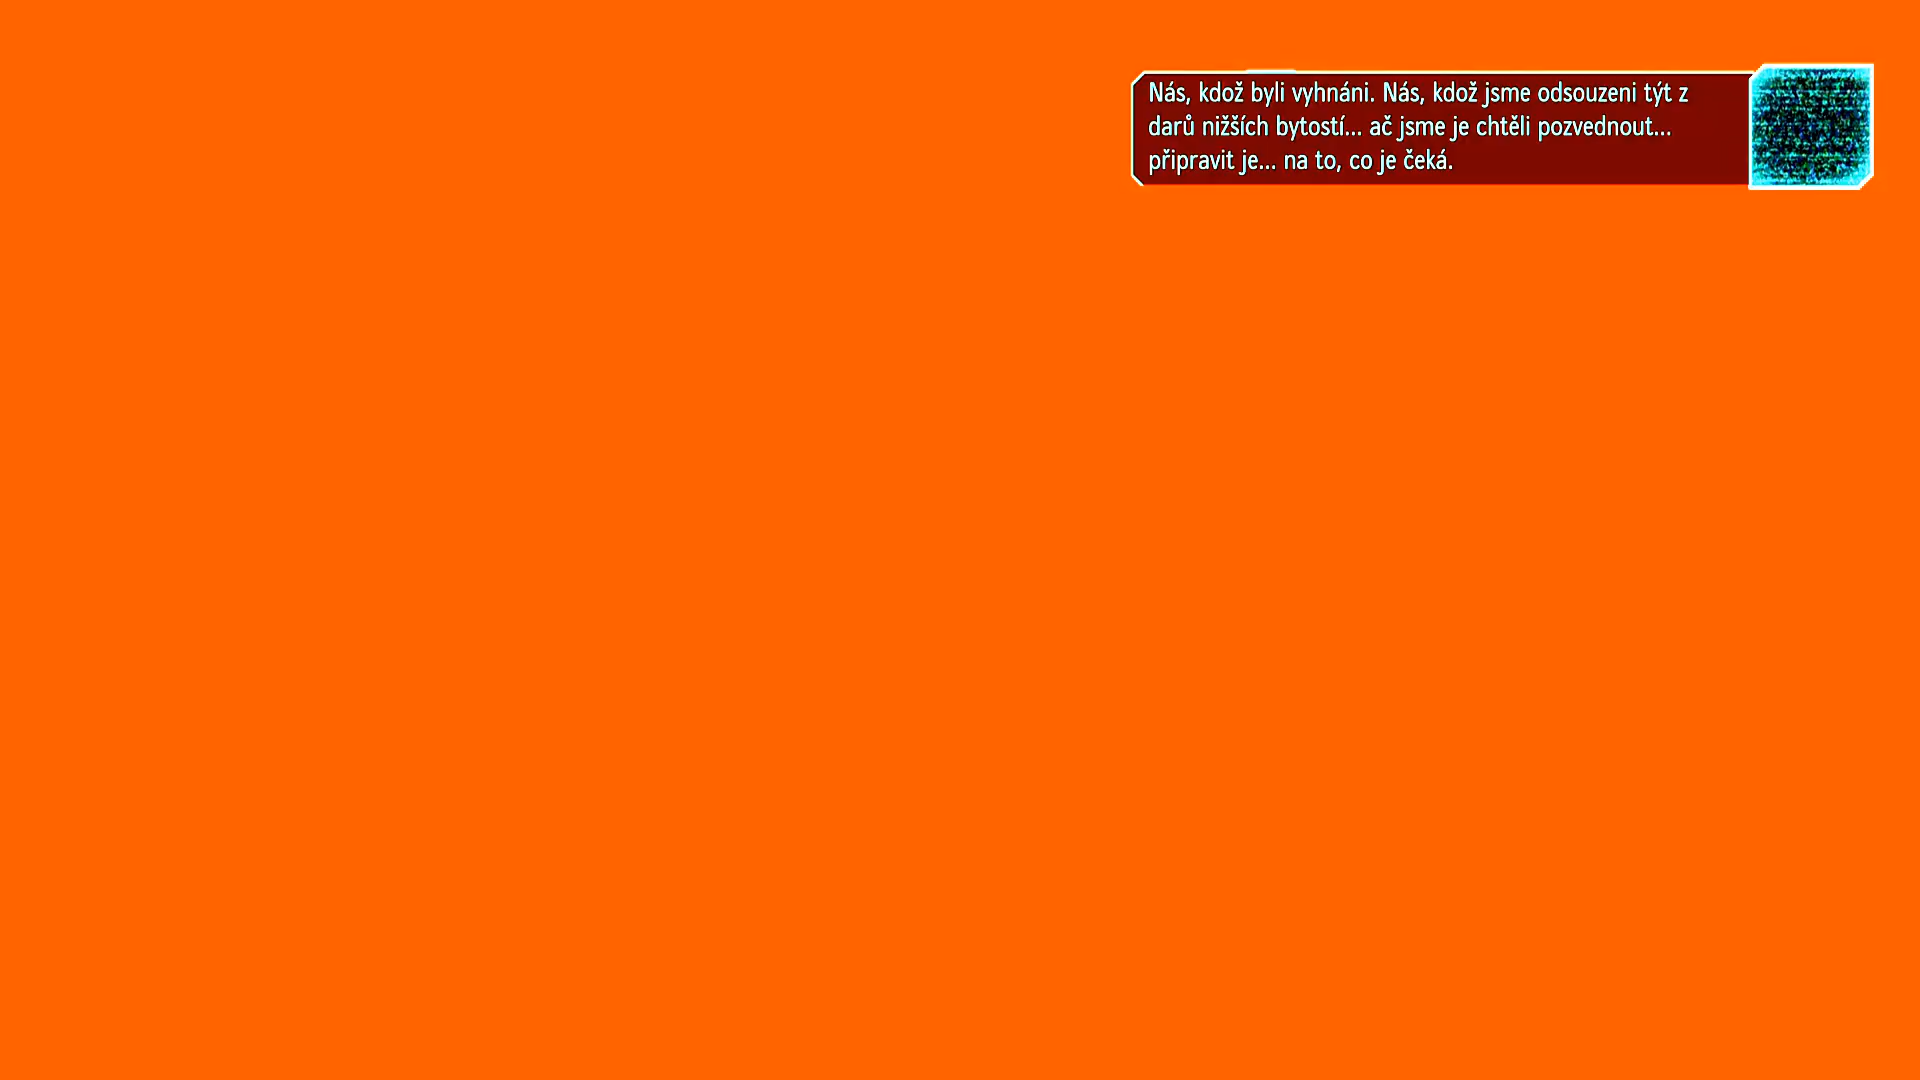 Nás, kdož byli vyhnáni. Nás, kdož jsme odsouzeni týt z
darů nižších bytostí... ač jsme je chtěli pozvednout...
připravit je... na to, co je čeká.